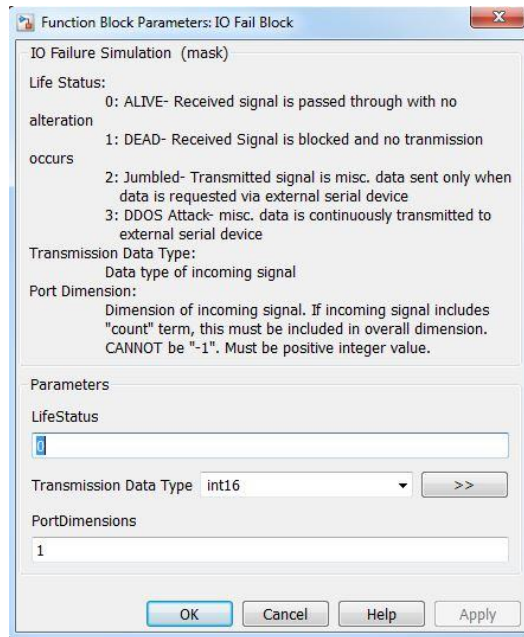 Function Block Parameters: IO Fail Block
IO Failure Simulation (mask)
Life Status:
0: ALIVE- Received signal is passed through with no
alteration
1: DEAD- Received Signal is blocked and no tranmission
occurs
2: Jumbled- Transmitted signal is misc. data sent only when
data is requested via external serial device
3: DDOS Attack- misc. data is continuously transmitted to
external serial device
Transmission Data Type:
Data type of incoming signal
Port Dimension:
Dimension of incoming signal. If incoming signal includes
"count" term, this must be included in overall dimension.
CANNOT be "-1". Must be positive integer value.
Parameters
LifeStatus
0
Transmission Data Type int16 >>
PortDimensions
1
OK Cancel Help Apply